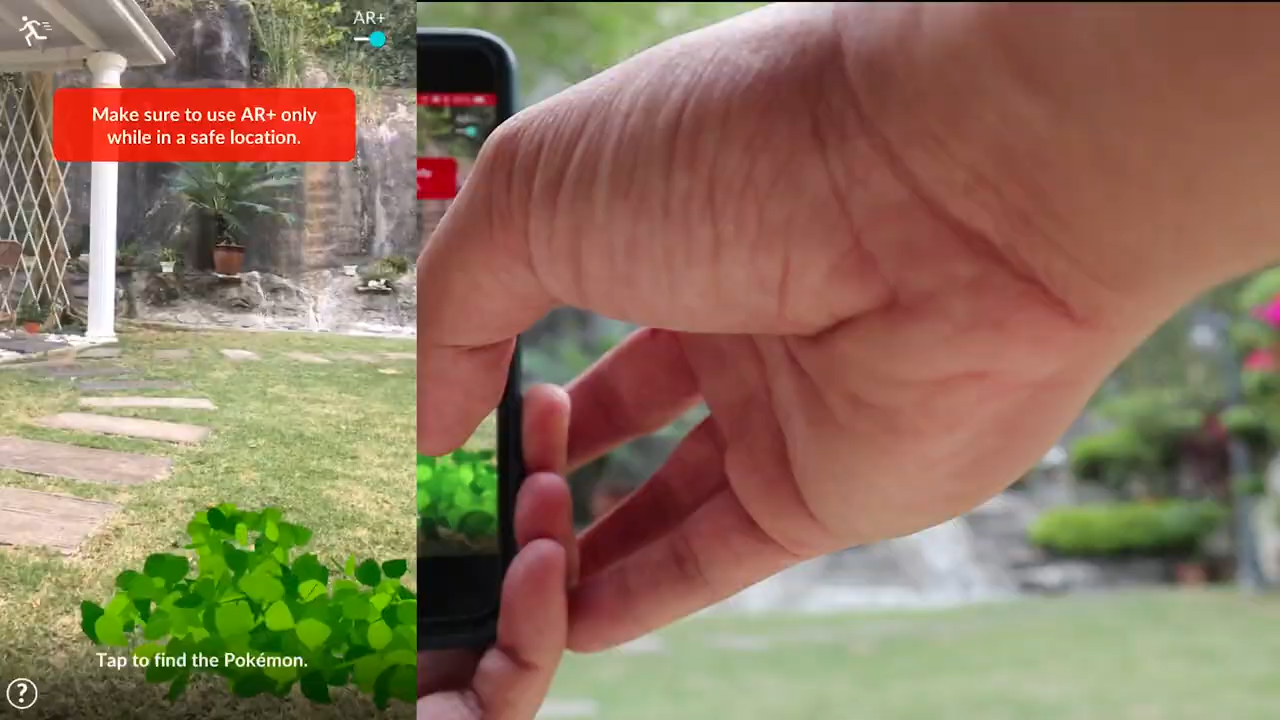 AR+
Make sure to use AR+ only
while in a safe location.
Tap to find the Pokémon.
?